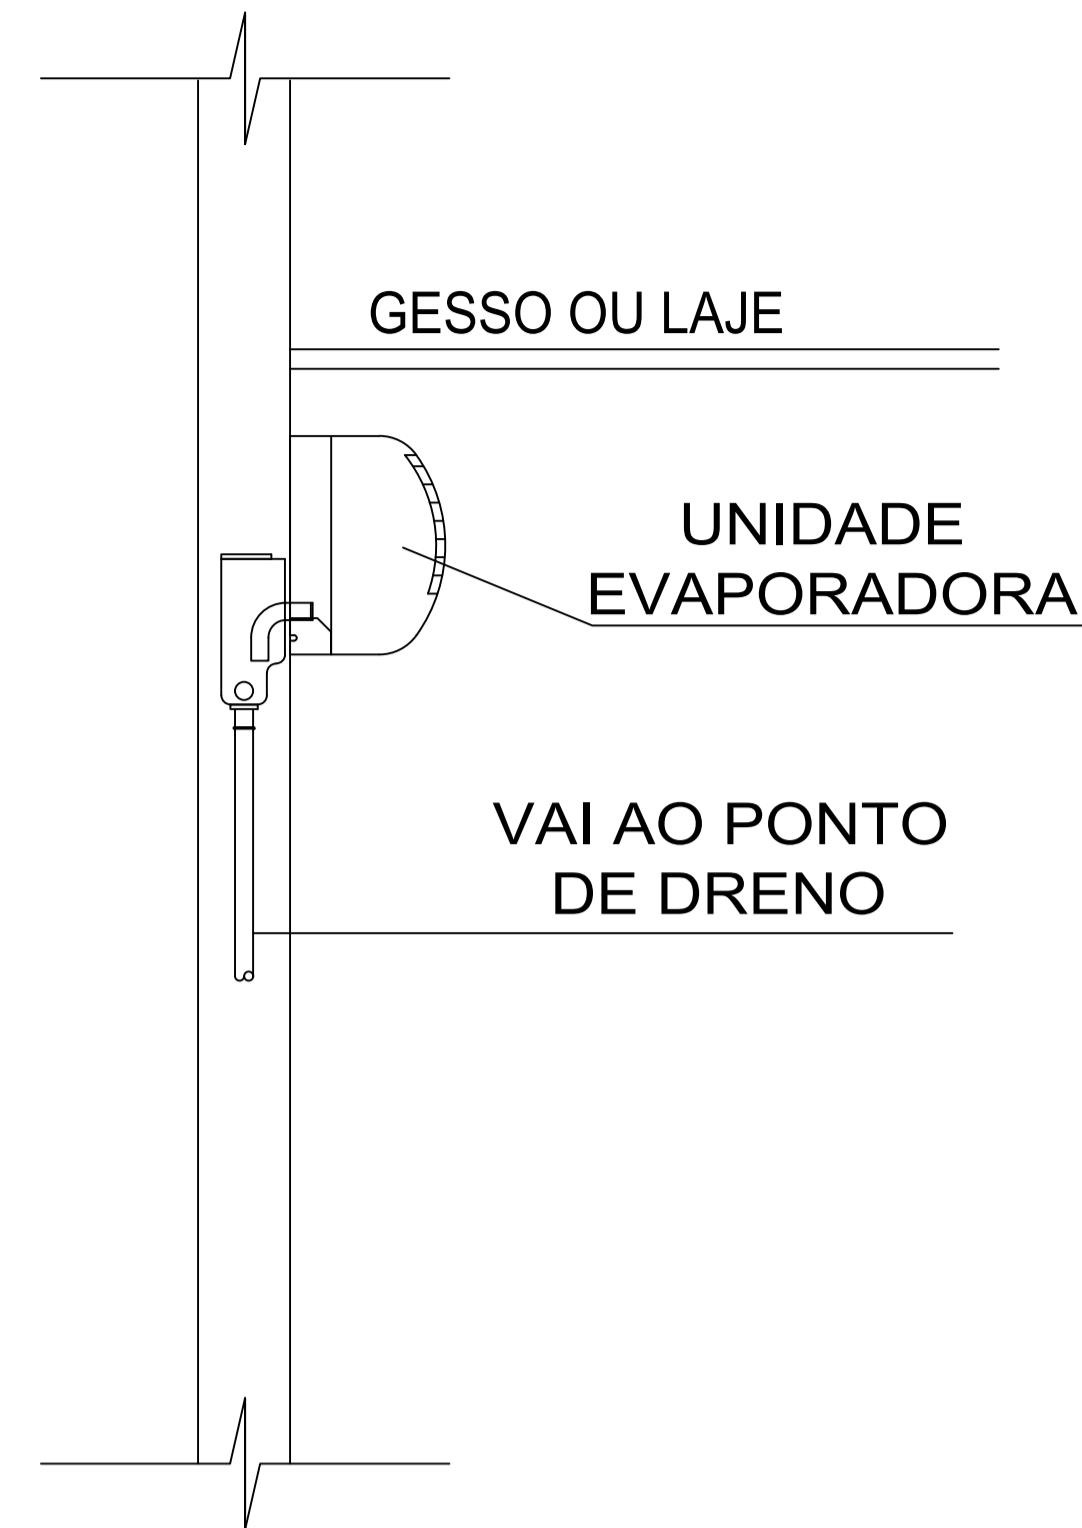 GESSO OU LAJE
UNIDADE
EVAPORADORA
VAI AO PONTO
DE DRENO